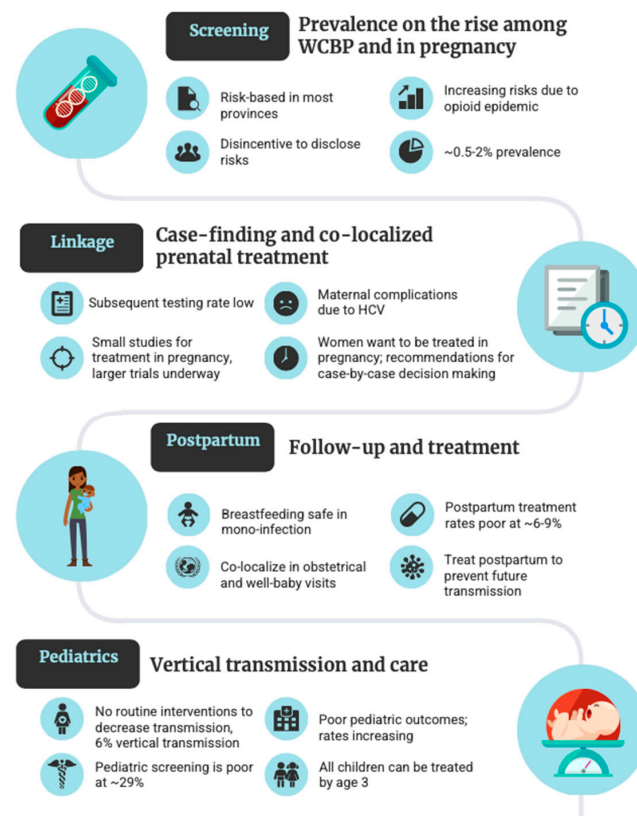 Screening
Prevalence on the rise among
WCBP and in pregnancy
Risk-based in most
provinces
Increasing risks due to
opioid epidemic
Disincentive to disclose
risks
~0.5-2% prevalence
Linkage
Case-finding and co-localized
prenatal treatment
Subsequent testing rate low
Maternal complications
due to HCV
Small studies for
treatment in pregnancy,
larger trials underway
Women want to be treated in
pregnancy; recommendations for
case-by-case decision making
Postpartum
Follow-up and treatment
Breastfeeding safe in
mono-infection
Postpartum treatment
rates poor at ~6-9%
Co-localize in obstetrical
and well-baby visits
Treat postpartum to
prevent future
transmission
Pediatrics
Vertical transmission and care
No routine interventions to
decrease transmission,
6% vertical transmission
Poor pediatric outcomes;
rates increasing
Pediatric screening is poor
at ~29%
All children can be treated
by age 3